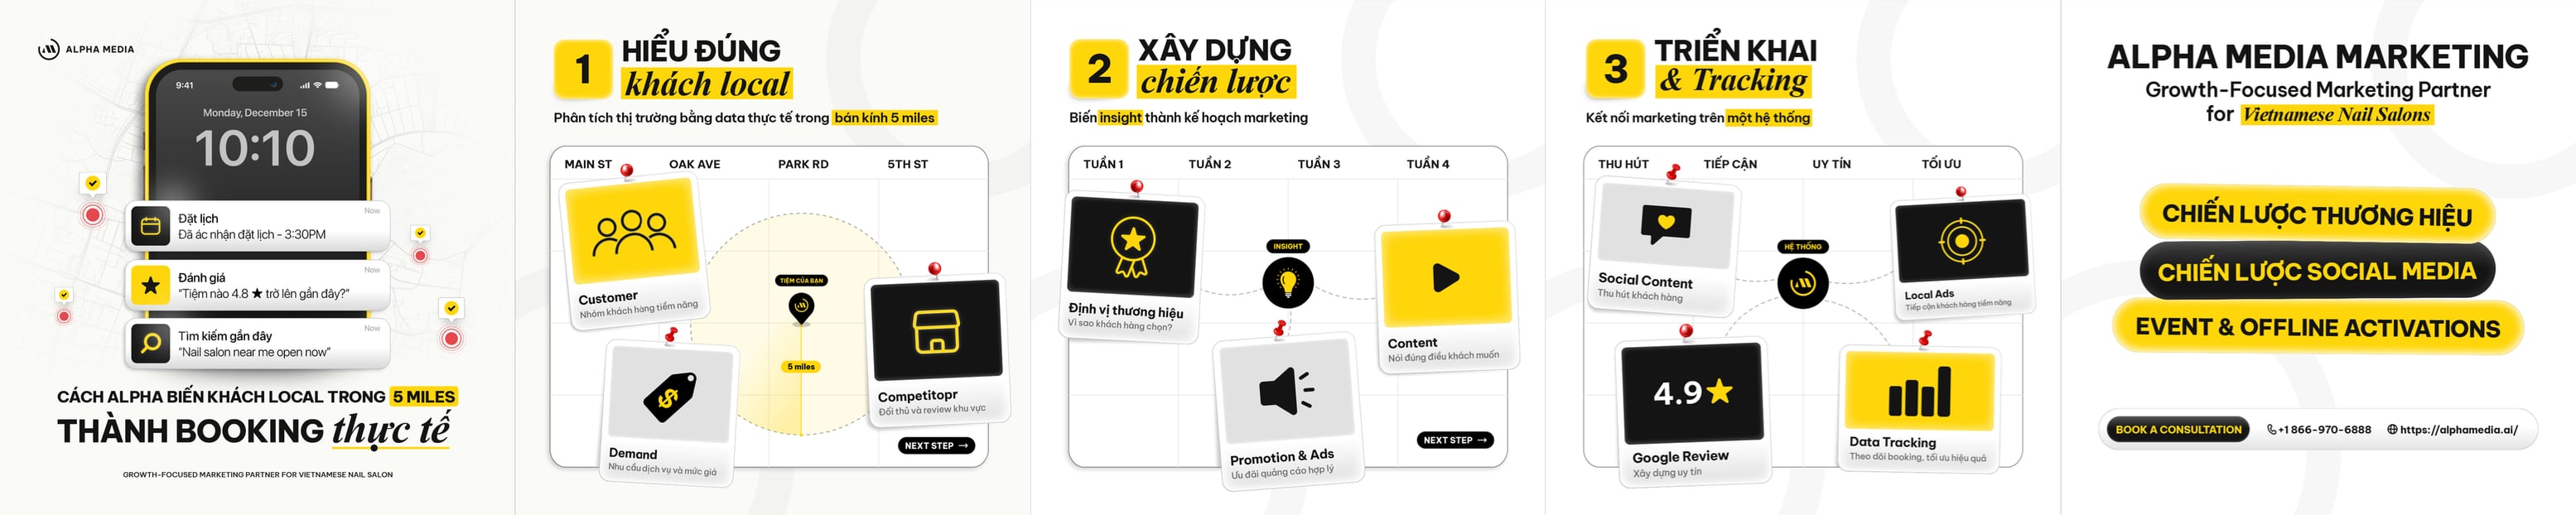 ALPHA MEDIA
9:41
Monday, December 15
10:10
Đặt lịch
Now
Đã ác nhận đặt lịch - 3:30PM
Đánh giá
Now
“Tiệm nào 4.8 ★ trở lên gần đây?”
Tìm kiếm gần đây
Now
“Nail salon near me open now”
CÁCH ALPHA BIẾN KHÁCH LOCAL TRONG 5 MILES
THÀNH BOOKING thực tế
GROWTH-FOCUSED MARKETING PARTNER FOR VIETNAMESE NAIL SALON
1
HIỂU ĐÚNG
khách local
Phân tích thị trường bằng data thực tế trong bán kính 5 miles
MAIN ST
OAK AVE
PARK RD
5TH ST
Customer
Nhóm khách hàng tiềm năng
TIỆM CỦA BẠN
5 miles
Competitopr
Đối thủ và review khu vực
Demand
Nhu cầu dịch vụ và mức giá
NEXT STEP →
2
XÂY DỰNG
chiến lược
Biến insight thành kế hoạch marketing
TUẦN 1
TUẦN 2
TUẦN 3
TUẦN 4
Định vị thương hiệu
Vì sao khách hàng chọn?
INSIGHT
Content
Nói đúng điều khách muốn
Promotion & Ads
Ưu đãi quảng cáo hợp lý
NEXT STEP →
3
TRIỂN KHAI
& Tracking
Kết nối marketing trên một hệ thống
THU HÚT
TIẾP CẬN
UY TÍN
TỐI ƯU
Social Content
Thu hút khách hàng
HỆ THỐNG
Local Ads
Tiếp cận khách hàng tiềm năng
4.9★
Google Review
Xây dựng uy tín
Data Tracking
Theo dõi booking, tối ưu hiệu quả
ALPHA MEDIA MARKETING
Growth-Focused Marketing Partner
for Vietnamese Nail Salons
CHIẾN LƯỢC THƯƠNG HIỆU
CHIẾN LƯỢC SOCIAL MEDIA
EVENT & OFFLINE ACTIVATIONS
BOOK A CONSULTATION
+1 866-970-6888
https://alphamedia.ai/